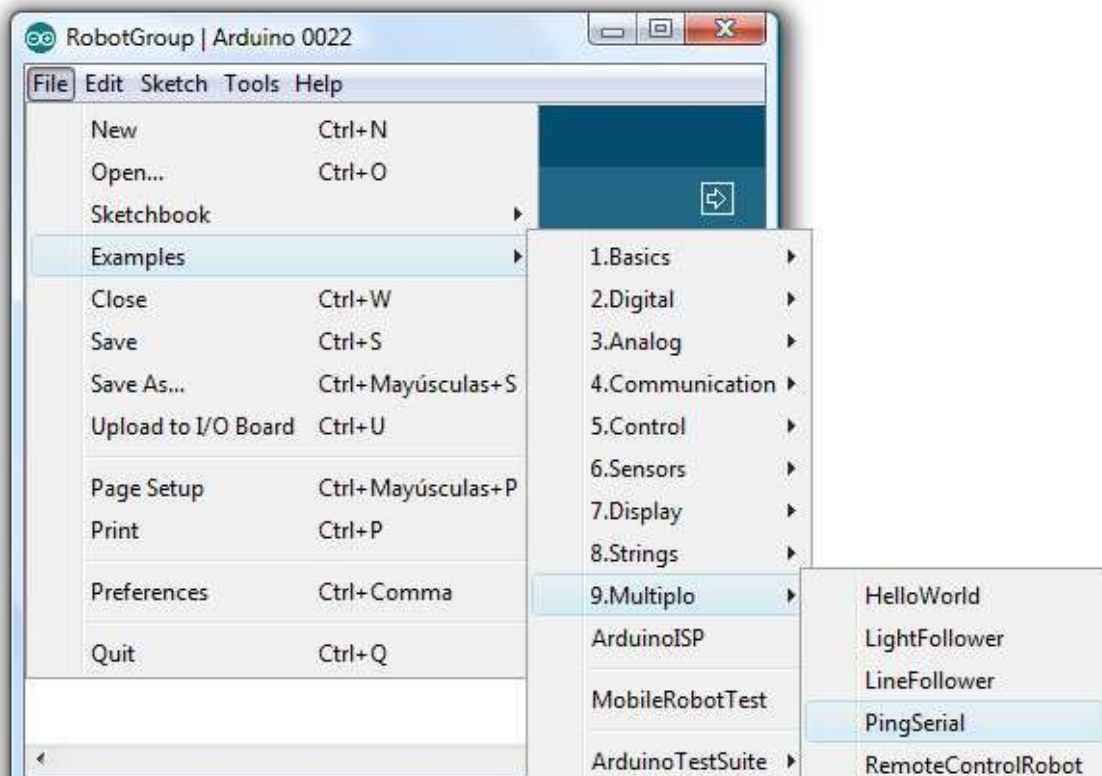 RobotGroup | Arduino 0022
File Edit Sketch Tools Help
New Ctrl+N
Open... Ctrl+O
Sketchbook
Examples
Close Ctrl+W
Save Ctrl+S
Save As... Ctrl+Mayúsculas+S
Upload to I/O Board Ctrl+U
Page Setup Ctrl+Mayúsculas+P
Print Ctrl+P
Preferences Ctrl+Comma
Quit Ctrl+Q
1.Basics
2.Digital
3.Analog
4.Communication
5.Control
6.Sensors
7.Display
8.Strings
9.Multiplo
ArduinoISP
MobileRobotTest
ArduinoTestSuite
HelloWorld
LightFollower
LineFollower
PingSerial
RemoteControlRobot